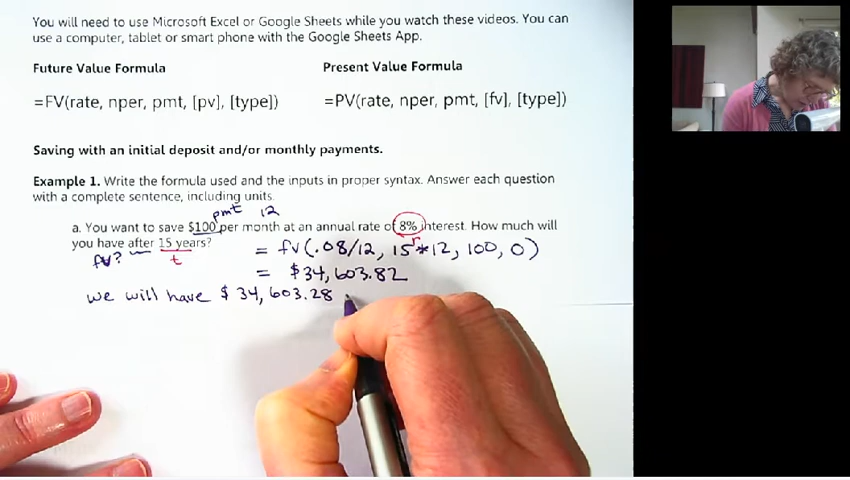 You will need to use Microsoft Excel or Google Sheets while you watch these videos. You can
use a computer, tablet or smart phone with the Google Sheets App.
Future Value Formula
Present Value Formula
=FV(rate, nper, pmt, [pv], [type])
=PV(rate, nper, pmt, [fv], [type])
Saving with an initial deposit and/or monthly payments.
Example 1. Write the formula used and the inputs in proper syntax. Answer each question
with a complete sentence, including units.
pmt 12
a. You want to save $100 per month at an annual rate of 8% interest. How much will
you have after 15 years?
r
fv?
t
= fv(.08/12, 15*12, 100, 0)
= $34,603.82
we will have $34,603.28